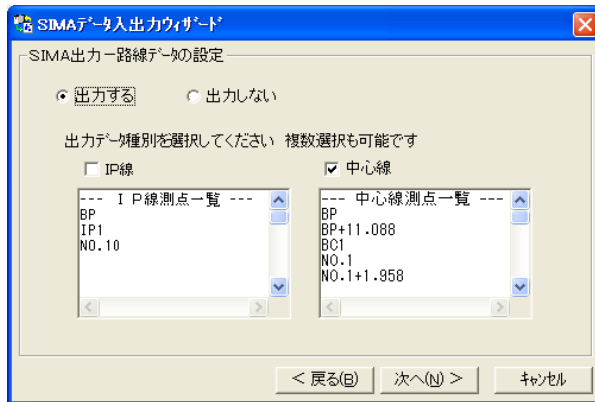 SIMAﾃﾞｰﾀ入出力ｳｨｻﾞｰﾄﾞ
SIMA出力ー路線ﾃﾞｰﾀの設定
出力する 出力しない
出力ﾃﾞｰﾀ種別を選択してください 複数選択も可能です
IP線 中心線
--- ＩＰ線測点一覧 ---
BP
IP1
NO.10
--- 中心線測点一覧 ---
BP
BP+11.088
BC1
NO.1
NO.1+1.958
< 戻る(B) 次へ(N) > ｷｬﾝｾﾙ